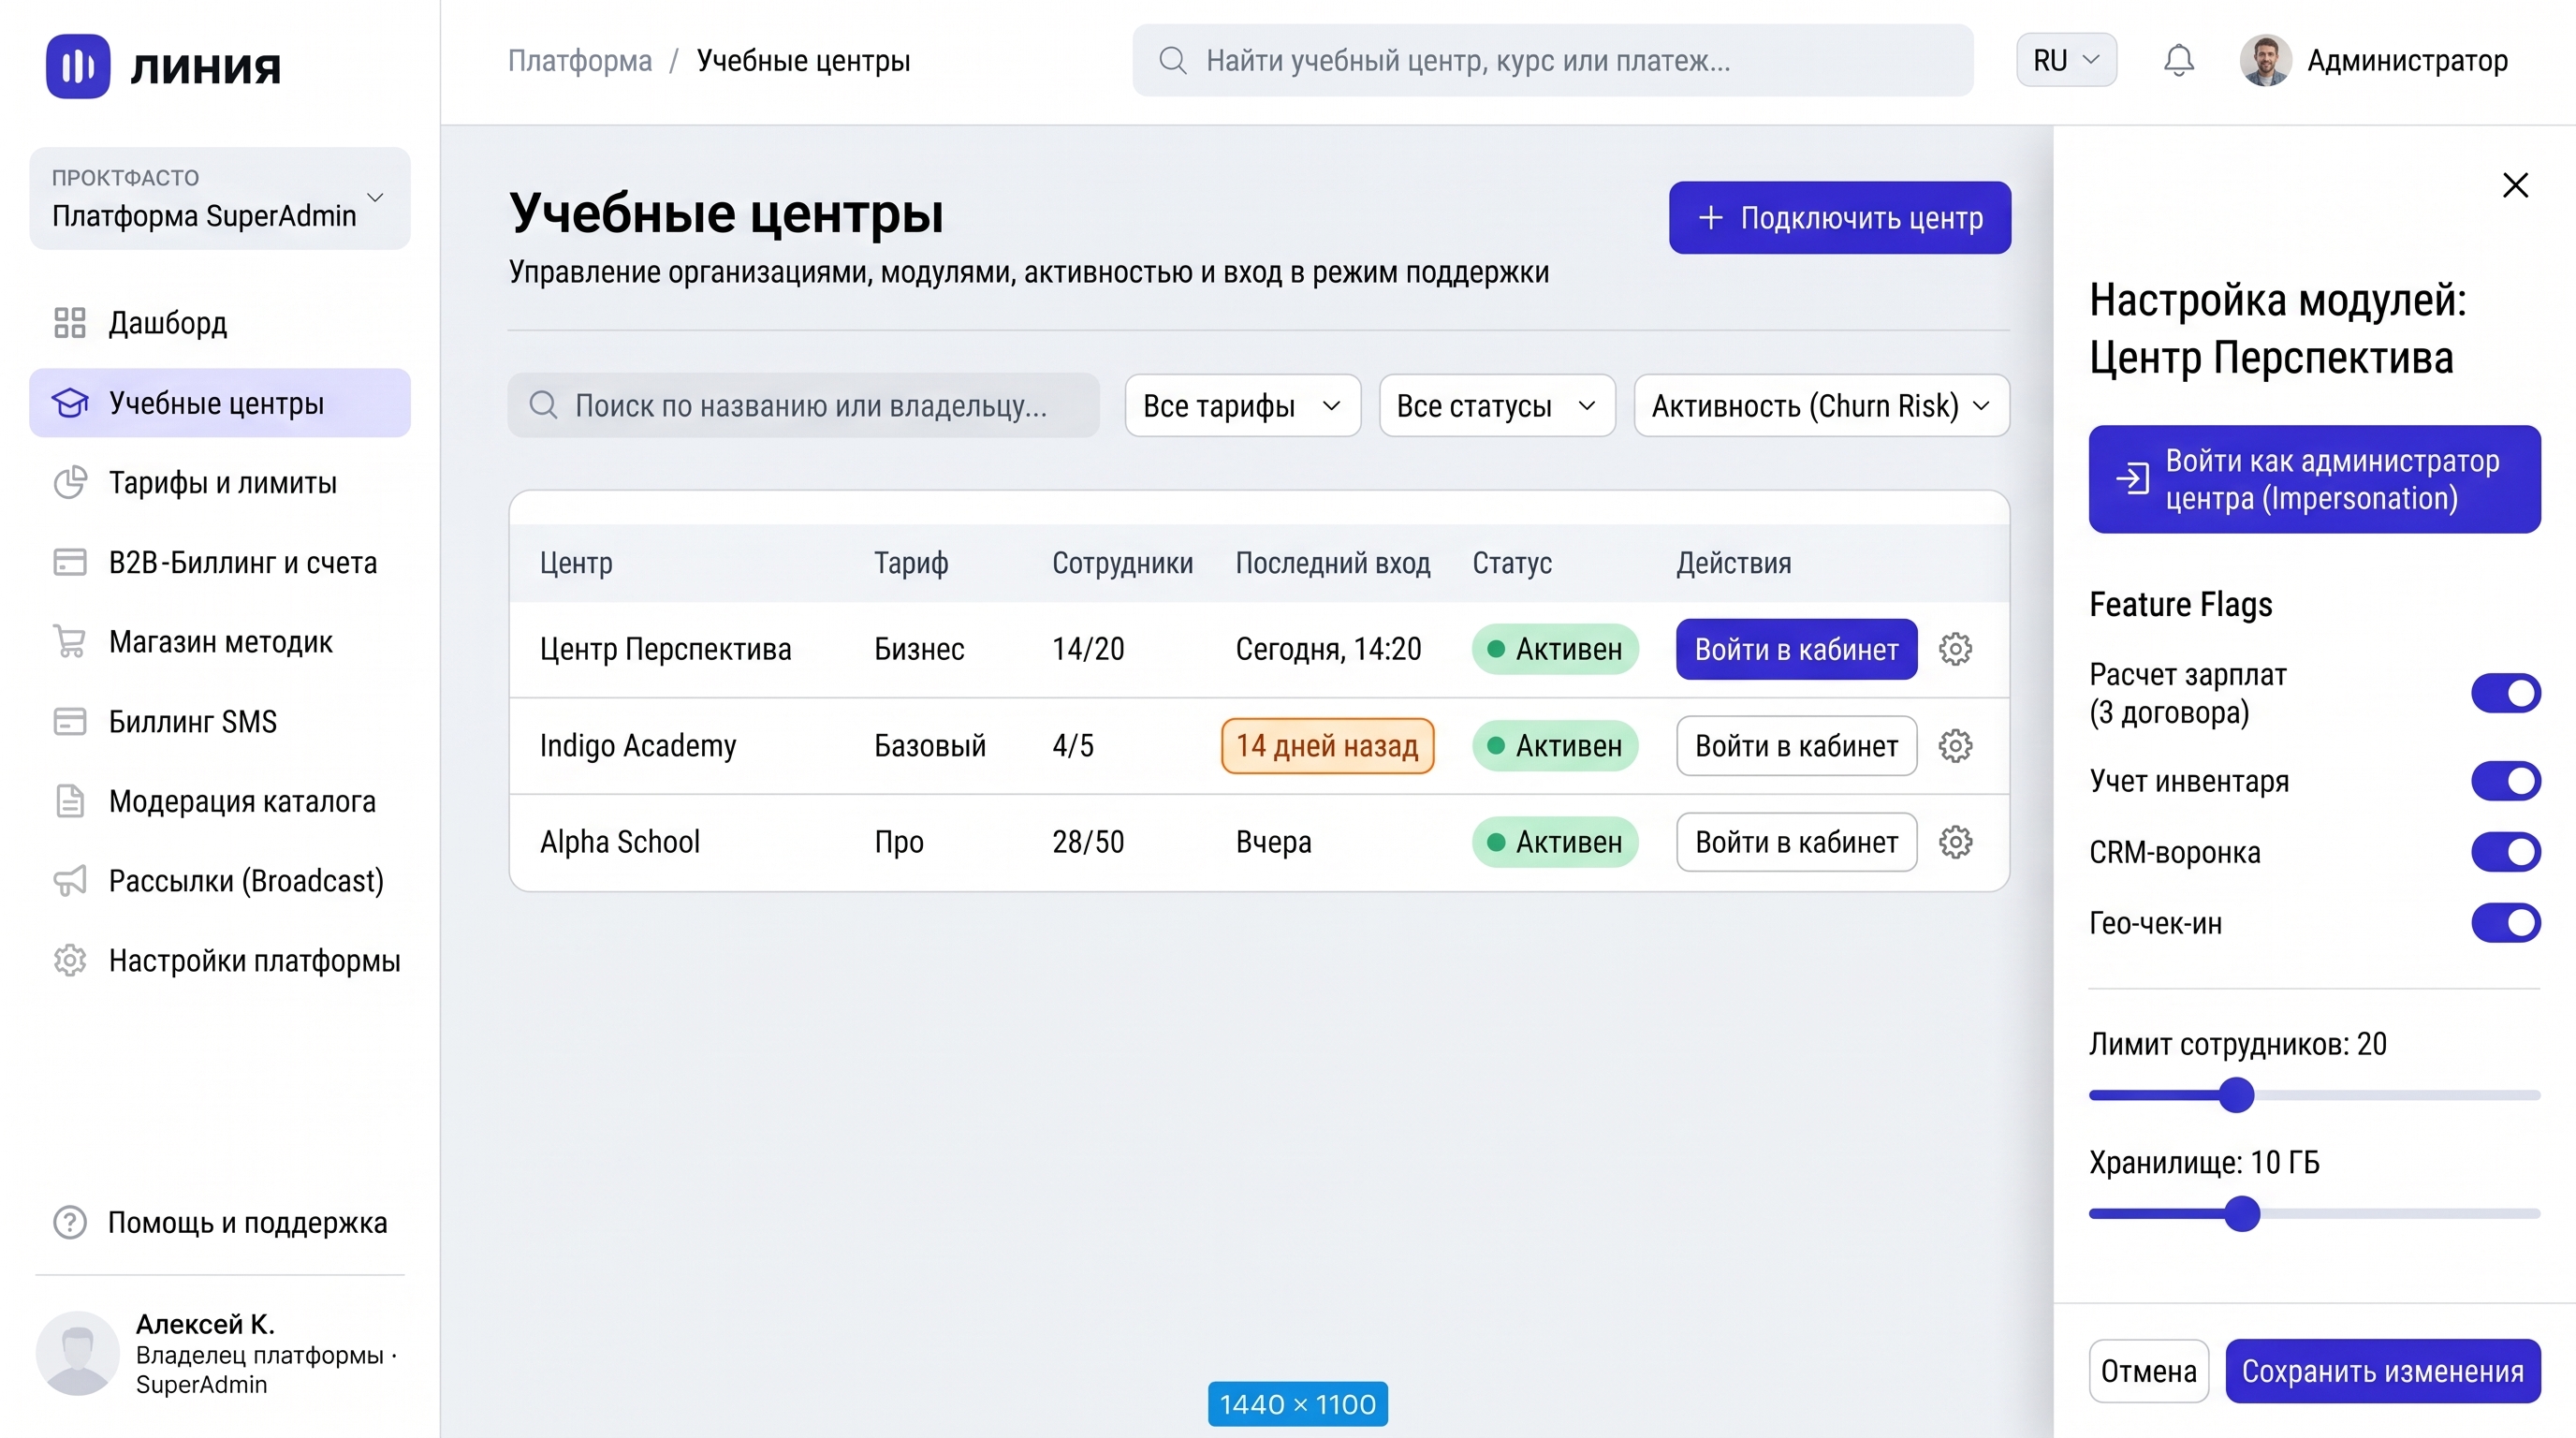 линия
ПРОКТФАСТО
Платформа SuperAdmin
Дашборд
Учебные центры
Тарифы и лимиты
B2B-Биллинг и счета
Магазин методик
Биллинг SMS
Модерация каталога
Рассылки (Broadcast)
Настройки платформы
Помощь и поддержка
Алексей К.
Владелец платформы ·
SuperAdmin
Платформа / Учебные центры
Найти учебный центр, курс или платеж...
RU
Администратор
Учебные центры
Управление организациями, модулями, активностью и вход в режим поддержки
+ Подключить центр
Поиск по названию или владельцу...
Все тарифы
Все статусы
Активность (Churn Risk)
Центр Тариф Сотрудники Последний вход Статус Действия
Центр Перспектива Бизнес 14/20 Сегодня, 14:20 Активен Войти в кабинет
Indigo Academy Базовый 4/5 14 дней назад Активен Войти в кабинет
Alpha School Про 28/50 Вчера Активен Войти в кабинет
1440 × 1100
Настройка модулей:
Центр Перспектива
Войти как администратор
центра (Impersonation)
Feature Flags
Расчет зарплат
(3 договора)
Учет инвентаря
CRM-воронка
Гео-чек-ин
Лимит сотрудников: 20
Хранилище: 10 ГБ
Отмена
Сохранить изменения